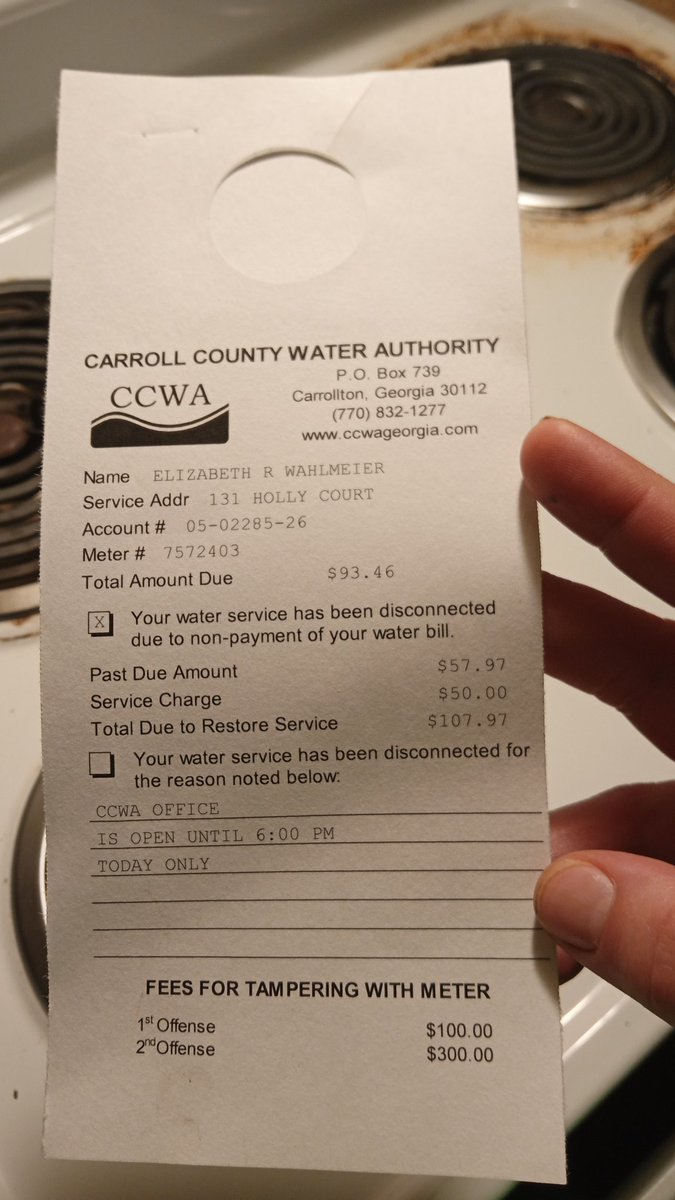 CARROLL COUNTY WATER AUTHORITY
CCWA
P.O. Box 739
Carrollton, Georgia 30112
(770) 832-1277
www.ccwageorgia.com
Name ELIZABETH R WAHLMEIER
Service Addr 131 HOLLY COURT
Account # 05-02285-26
Meter # 7572403
Total Amount Due $93.46
X Your water service has been disconnected
due to non-payment of your water bill.
Past Due Amount $57.97
Service Charge $50.00
Total Due to Restore Service $107.97
Your water service has been disconnected for
the reason noted below:
CCWA OFFICE
IS OPEN UNTIL 6:00 PM
TODAY ONLY
FEES FOR TAMPERING WITH METER
1st Offense $100.00
2nd Offense $300.00